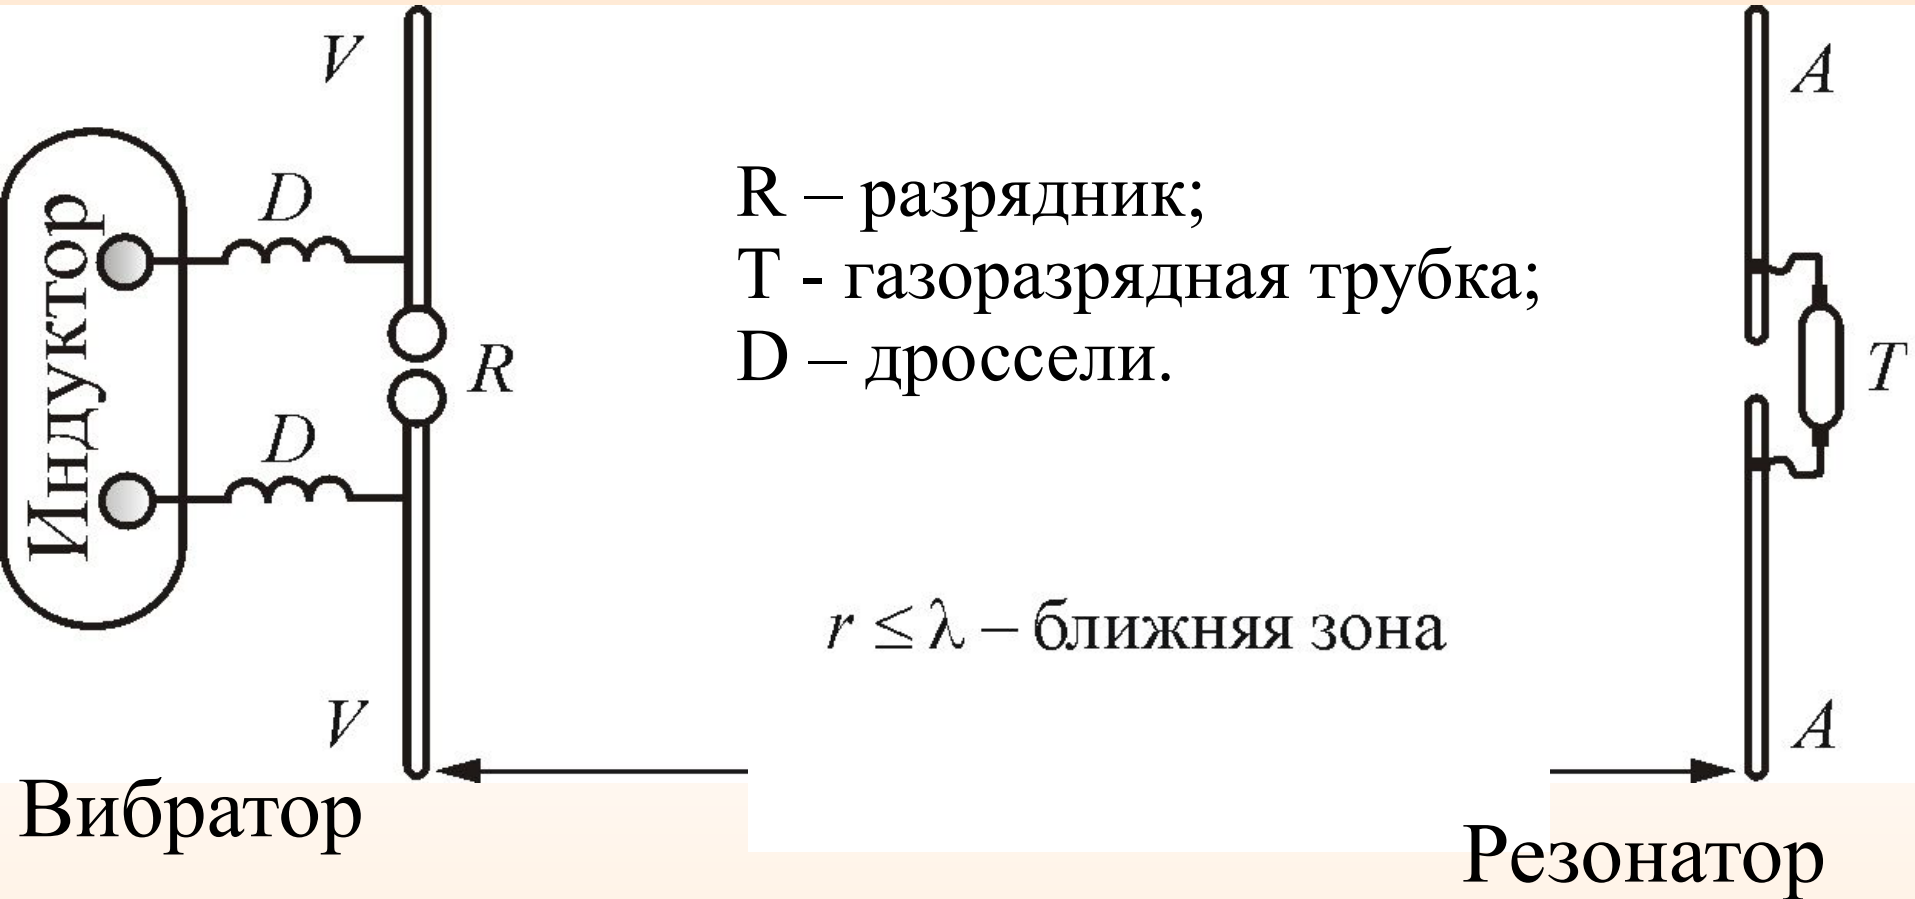 V
A
Индуктор
D
R – разрядник;
T - газоразрядная трубка;
D – дроссели.
R
T
D
r ≤ λ – ближняя зона
V
A
Вибратор
Резонатор